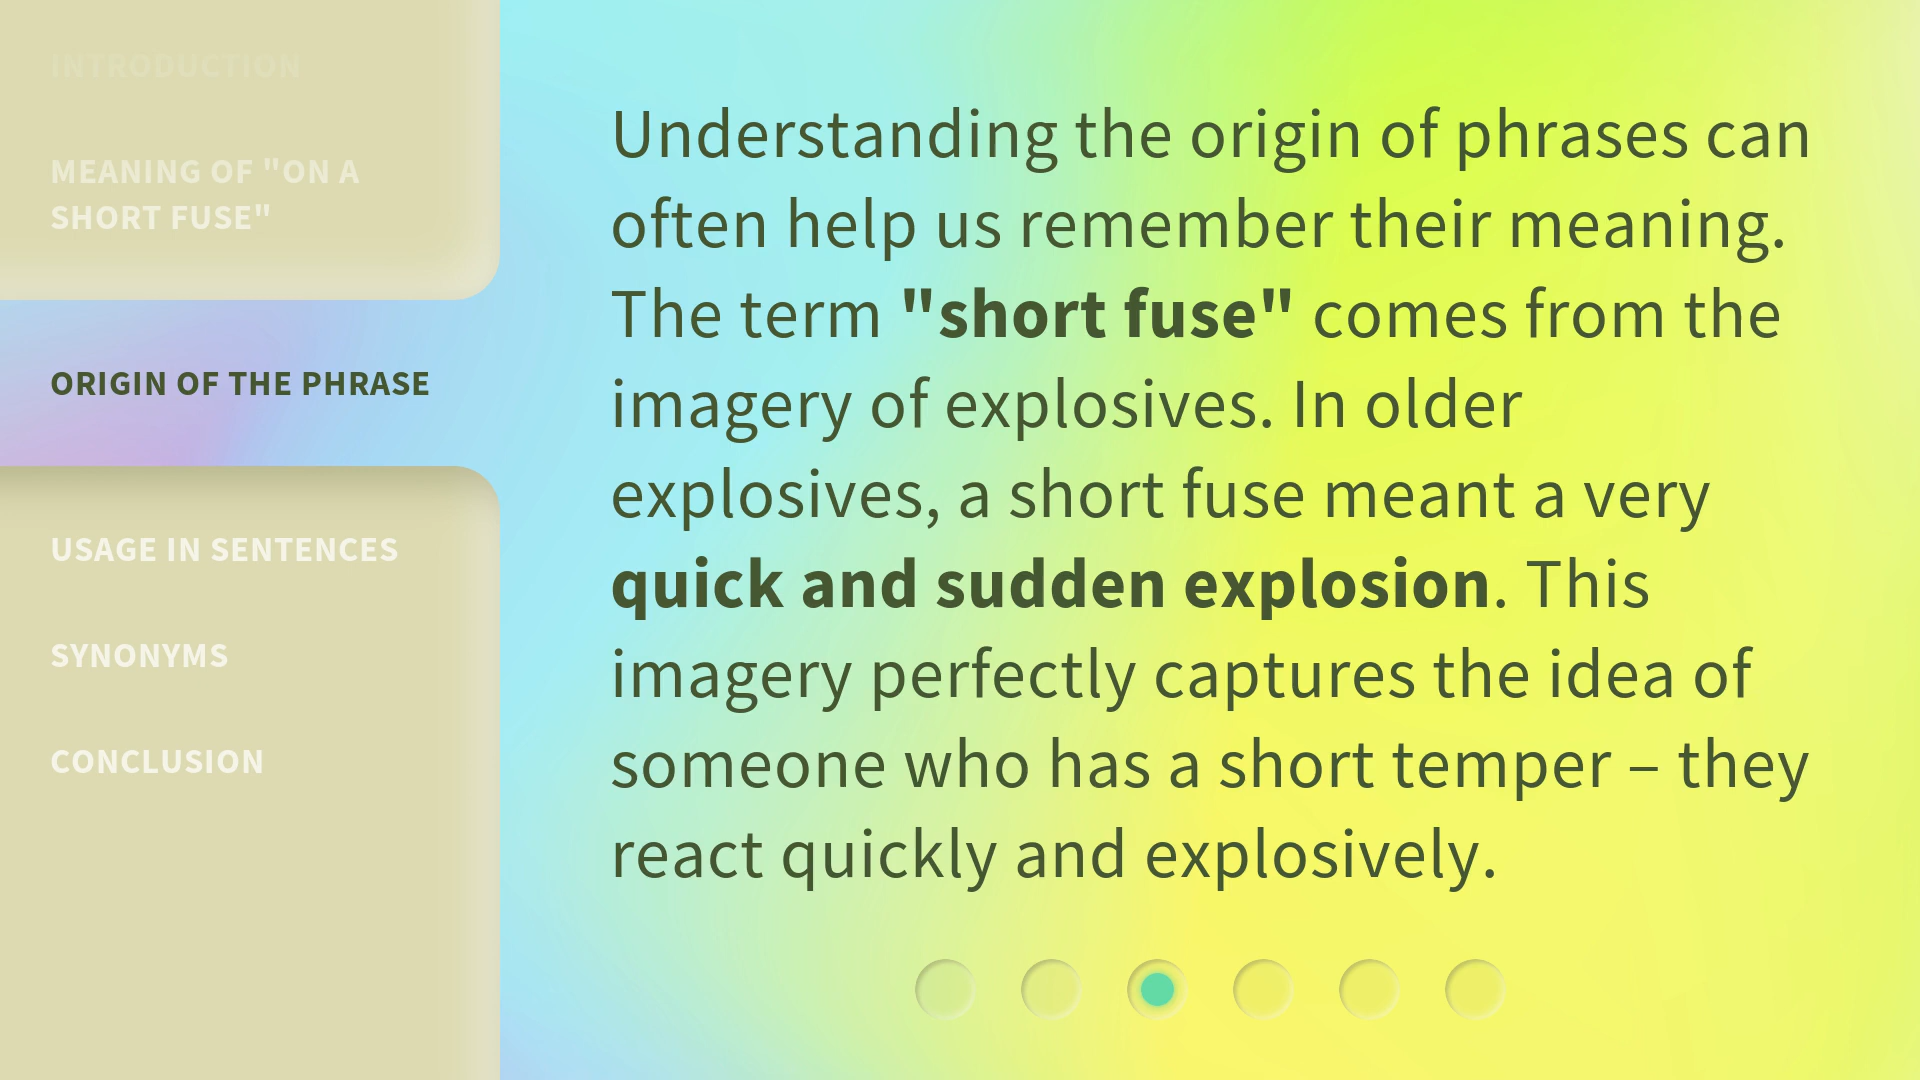 INTRODUCTION
MEANING OF "ON A
SHORT FUSE"
ORIGIN OF THE PHRASE
USAGE IN SENTENCES
SYNONYMS
CONCLUSION
Understanding the origin of phrases can
often help us remember their meaning.
The term "short fuse" comes from the
imagery of explosives. In older
explosives, a short fuse meant a very
quick and sudden explosion. This
imagery perfectly captures the idea of
someone who has a short temper – they
react quickly and explosively.